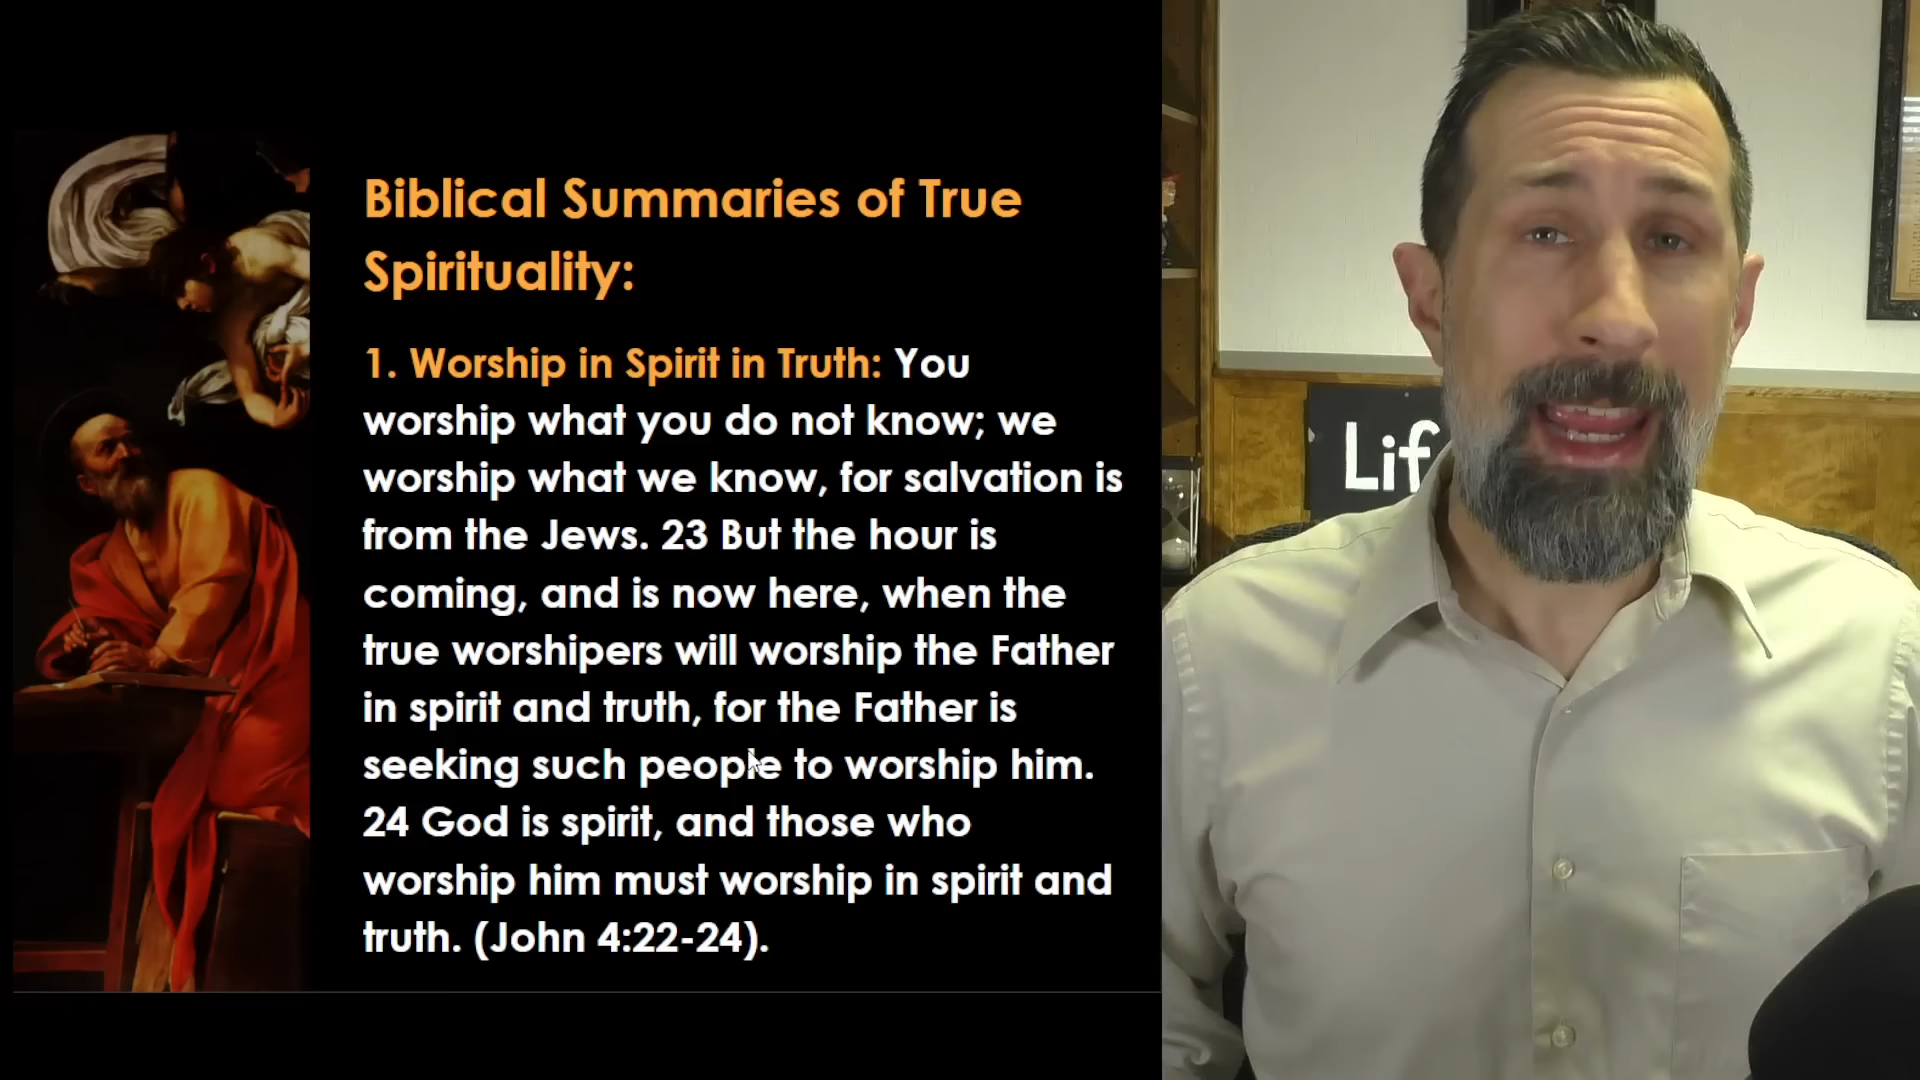 Biblical Summaries of True
Spirituality:
1. Worship in Spirit in Truth: You
worship what you do not know; we
worship what we know, for salvation is
from the Jews. 23 But the hour is
coming, and is now here, when the
true worshipers will worship the Father
in spirit and truth, for the Father is
seeking such people to worship him.
24 God is spirit, and those who
worship him must worship in spirit and
truth. (John 4:22-24).
Lif